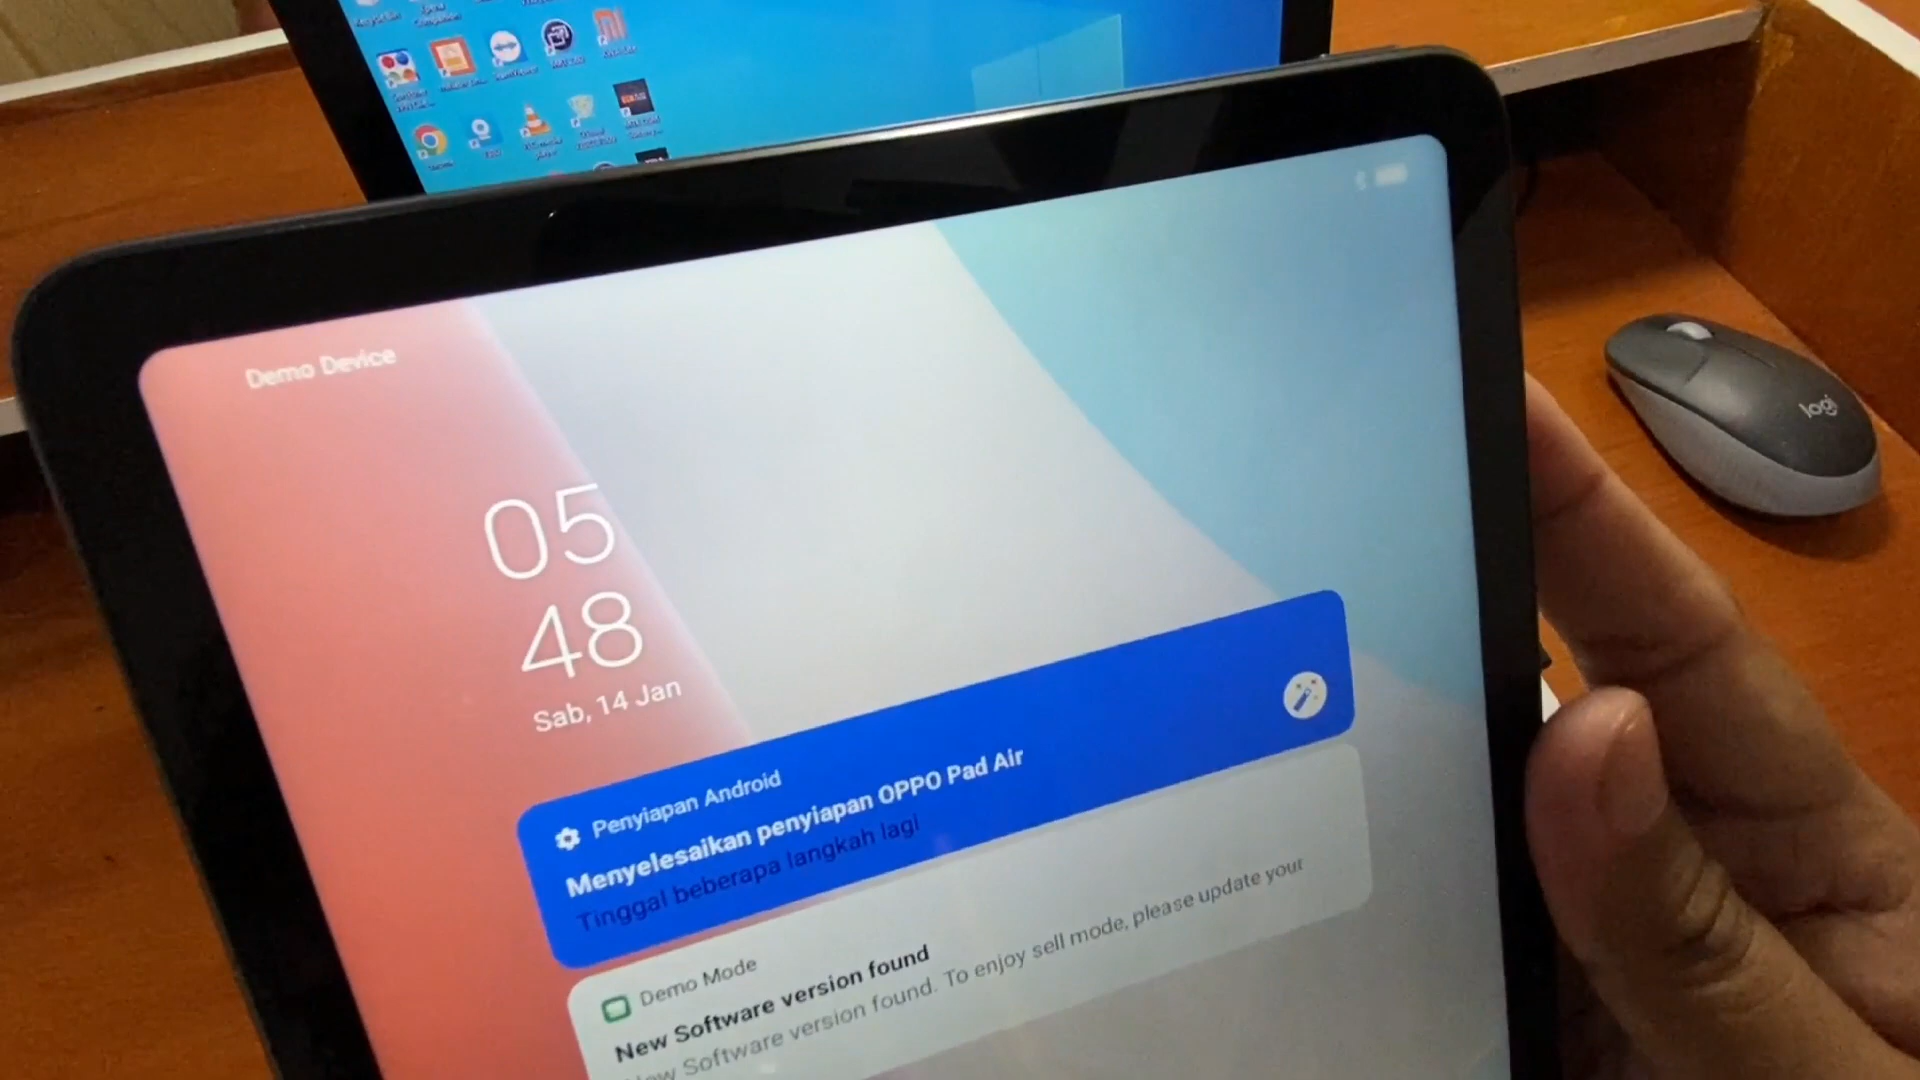 Demo Device
05
48
Sab, 14 Jan
Penyiapan Android
Menyelesaikan penyiapan OPPO Pad Air
Tinggal beberapa langkah lagi
Demo Mode
New Software version found
New Software version found. To enjoy sell mode, please update your
logi